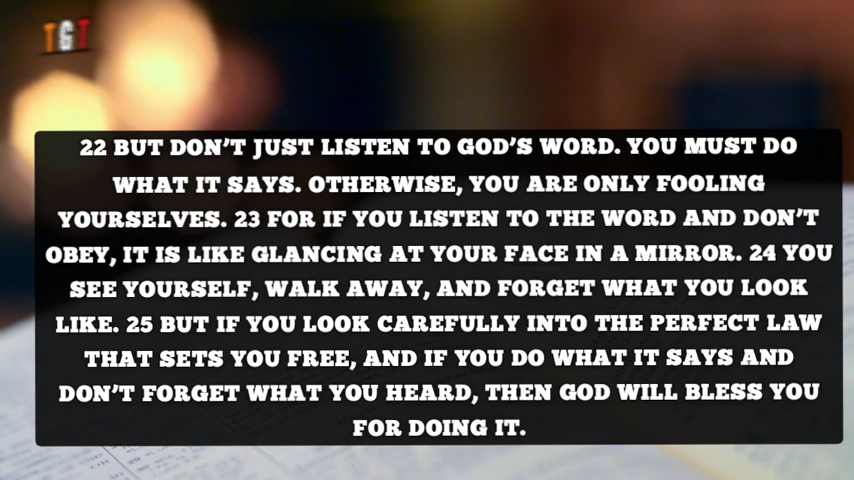 TGT
22 BUT DON'T JUST LISTEN TO GOD'S WORD. YOU MUST DO
WHAT IT SAYS. OTHERWISE, YOU ARE ONLY FOOLING
YOURSELVES. 23 FOR IF YOU LISTEN TO THE WORD AND DON'T
OBEY, IT IS LIKE GLANCING AT YOUR FACE IN A MIRROR. 24 YOU
SEE YOURSELF, WALK AWAY, AND FORGET WHAT YOU LOOK
LIKE. 25 BUT IF YOU LOOK CAREFULLY INTO THE PERFECT LAW
THAT SETS YOU FREE, AND IF YOU DO WHAT IT SAYS AND
DON'T FORGET WHAT YOU HEARD, THEN GOD WILL BLESS YOU
FOR DOING IT.